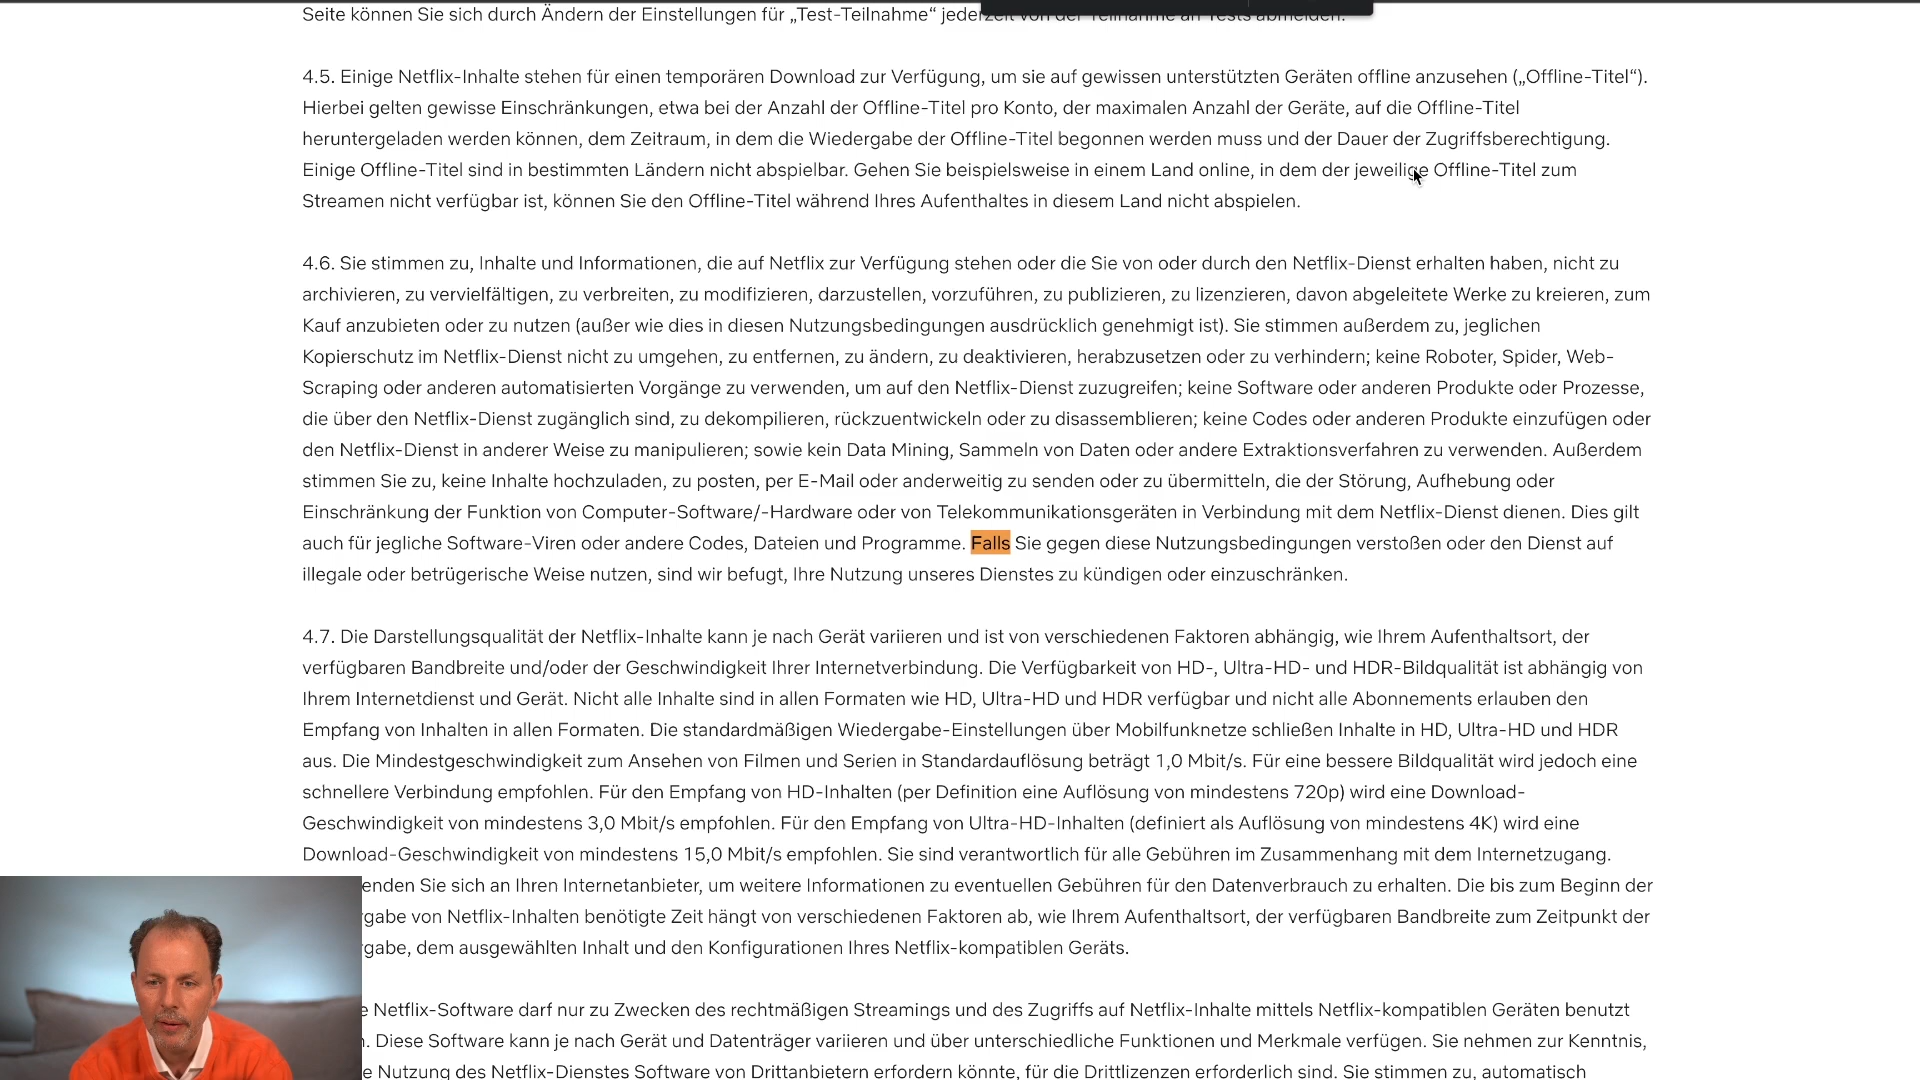 Seite können Sie sich durch Ändern der Einstellungen für „Test-Teilnahme“ jederzeit von der Teilnahme an Tests abmelden.
4.5. Einige Netflix-Inhalte stehen für einen temporären Download zur Verfügung, um sie auf gewissen unterstützten Geräten offline anzusehen („Offline-Titel“).
Hierbei gelten gewisse Einschränkungen, etwa bei der Anzahl der Offline-Titel pro Konto, der maximalen Anzahl der Geräte, auf die Offline-Titel
heruntergeladen werden können, dem Zeitraum, in dem die Wiedergabe der Offline-Titel begonnen werden muss und der Dauer der Zugriffsberechtigung.
Einige Offline-Titel sind in bestimmten Ländern nicht abspielbar. Gehen Sie beispielsweise in einem Land online, in dem der jeweilige Offline-Titel zum
Streamen nicht verfügbar ist, können Sie den Offline-Titel während Ihres Aufenthaltes in diesem Land nicht abspielen.
4.6. Sie stimmen zu, Inhalte und Informationen, die auf Netflix zur Verfügung stehen oder die Sie von oder durch den Netflix-Dienst erhalten haben, nicht zu
archivieren, zu vervielfältigen, zu verbreiten, zu modifizieren, darzustellen, vorzuführen, zu publizieren, zu lizenzieren, davon abgeleitete Werke zu kreieren, zum
Kauf anzubieten oder zu nutzen (außer wie dies in diesen Nutzungsbedingungen ausdrücklich genehmigt ist). Sie stimmen außerdem zu, jeglichen
Kopierschutz im Netflix-Dienst nicht zu umgehen, zu entfernen, zu ändern, zu deaktivieren, herabzusetzen oder zu verhindern; keine Roboter, Spider, Web-
Scraping oder anderen automatisierten Vorgänge zu verwenden, um auf den Netflix-Dienst zuzugreifen; keine Software oder anderen Produkte oder Prozesse,
die über den Netflix-Dienst zugänglich sind, zu dekompilieren, rückzuentwickeln oder zu disassemblieren; keine Codes oder anderen Produkte einzufügen oder
den Netflix-Dienst in anderer Weise zu manipulieren; sowie kein Data Mining, Sammeln von Daten oder andere Extraktionsverfahren zu verwenden. Außerdem
stimmen Sie zu, keine Inhalte hochzuladen, zu posten, per E-Mail oder anderweitig zu senden oder zu übermitteln, die der Störung, Aufhebung oder
Einschränkung der Funktion von Computer-Software/-Hardware oder von Telekommunikationsgeräten in Verbindung mit dem Netflix-Dienst dienen. Dies gilt
auch für jegliche Software-Viren oder andere Codes, Dateien und Programme. Falls Sie gegen diese Nutzungsbedingungen verstoßen oder den Dienst auf
illegale oder betrügerische Weise nutzen, sind wir befugt, Ihre Nutzung unseres Dienstes zu kündigen oder einzuschränken.
4.7. Die Darstellungsqualität der Netflix-Inhalte kann je nach Gerät variieren und ist von verschiedenen Faktoren abhängig, wie Ihrem Aufenthaltsort, der
verfügbaren Bandbreite und/oder der Geschwindigkeit Ihrer Internetverbindung. Die Verfügbarkeit von HD-, Ultra-HD- und HDR-Bildqualität ist abhängig von
Ihrem Internetdienst und Gerät. Nicht alle Inhalte sind in allen Formaten wie HD, Ultra-HD und HDR verfügbar und nicht alle Abonnements erlauben den
Empfang von Inhalten in allen Formaten. Die standardmäßigen Wiedergabe-Einstellungen über Mobilfunknetze schließen Inhalte in HD, Ultra-HD und HDR
aus. Die Mindestgeschwindigkeit zum Ansehen von Filmen und Serien in Standardauflösung beträgt 1,0 Mbit/s. Für eine bessere Bildqualität wird jedoch eine
schnellere Verbindung empfohlen. Für den Empfang von HD-Inhalten (per Definition eine Auflösung von mindestens 720p) wird eine Download-
Geschwindigkeit von mindestens 3,0 Mbit/s empfohlen. Für den Empfang von Ultra-HD-Inhalten (definiert als Auflösung von mindestens 4K) wird eine
Download-Geschwindigkeit von mindestens 15,0 Mbit/s empfohlen. Sie sind verantwortlich für alle Gebühren im Zusammenhang mit dem Internetzugang.
enden Sie sich an Ihren Internetanbieter, um weitere Informationen zu eventuellen Gebühren für den Datenverbrauch zu erhalten. Die bis zum Beginn der
gabe von Netflix-Inhalten benötigte Zeit hängt von verschiedenen Faktoren ab, wie Ihrem Aufenthaltsort, der verfügbaren Bandbreite zum Zeitpunkt der
gabe, dem ausgewählten Inhalt und den Konfigurationen Ihres Netflix-kompatiblen Geräts.
e Netflix-Software darf nur zu Zwecken des rechtmäßigen Streamings und des Zugriffs auf Netflix-Inhalte mittels Netflix-kompatiblen Geräten benutzt
. Diese Software kann je nach Gerät und Datenträger variieren und über unterschiedliche Funktionen und Merkmale verfügen. Sie nehmen zur Kenntnis,
e Nutzung des Netflix-Dienstes Software von Drittanbietern erfordern könnte, für die Drittlizenzen erforderlich sind. Sie stimmen zu, automatisch